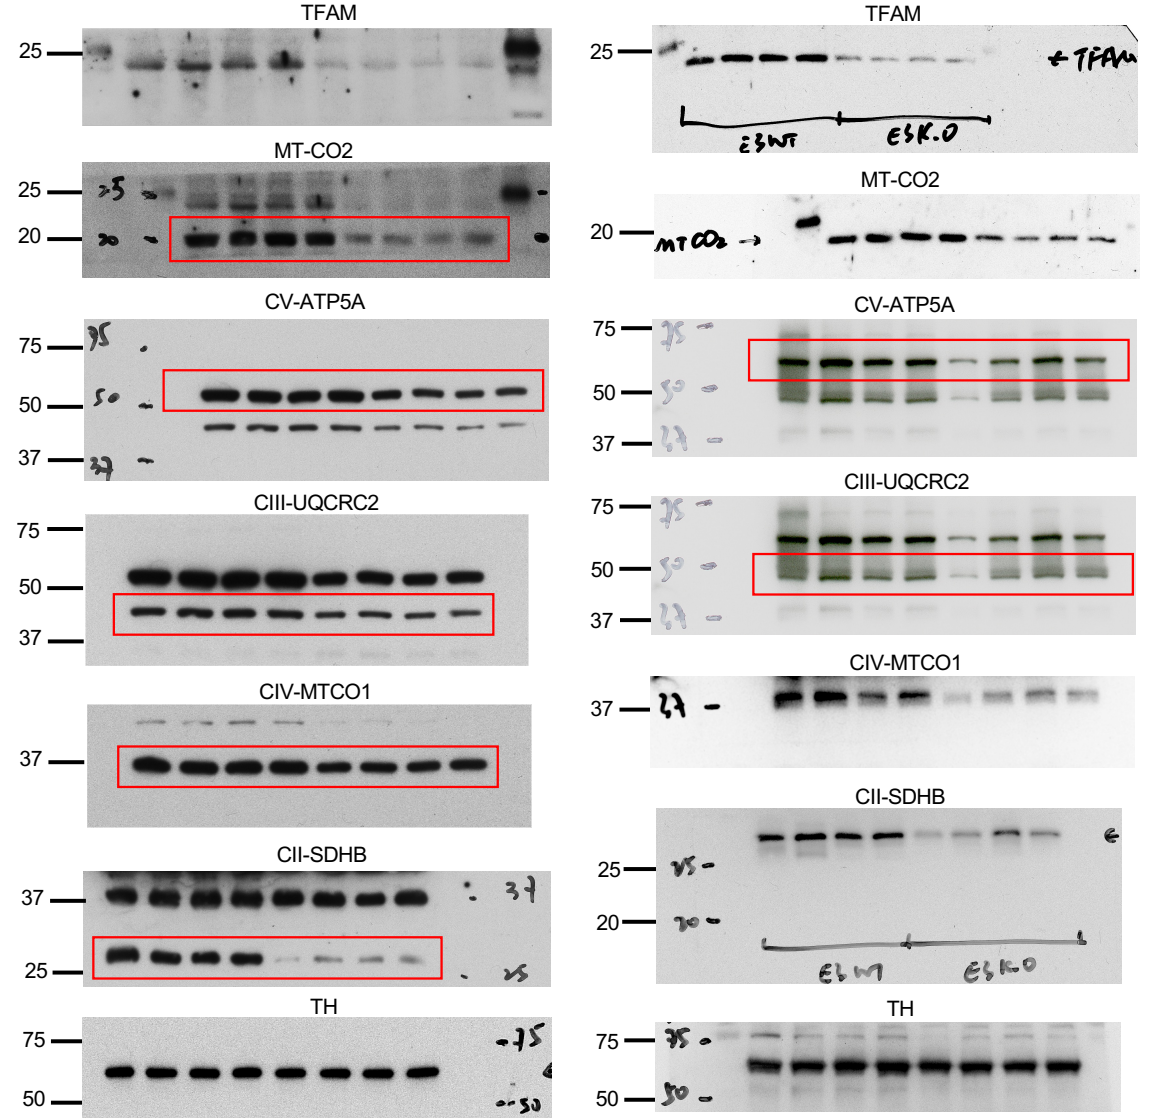 TFAM
25
MT-CO2
25 25
20 20
CV-ATP5A
75 75
50 50
37 37
CIII-UQCRC2
75
50
37
CIV-MTCO1
37
CII-SDHB
37 37
25 25
TH
75 75
50 50
TFAM
25 ← TFAM
E3WT E3K.O
MT-CO2
20 MTCO2 →
CV-ATP5A
75 75
50 50
37 37
CIII-UQCRC2
75 75
50 50
37 37
CIV-MTCO1
37 37
CII-SDHB
25 25
20 20
E3WT E3K.O
TH
75 75
50 50